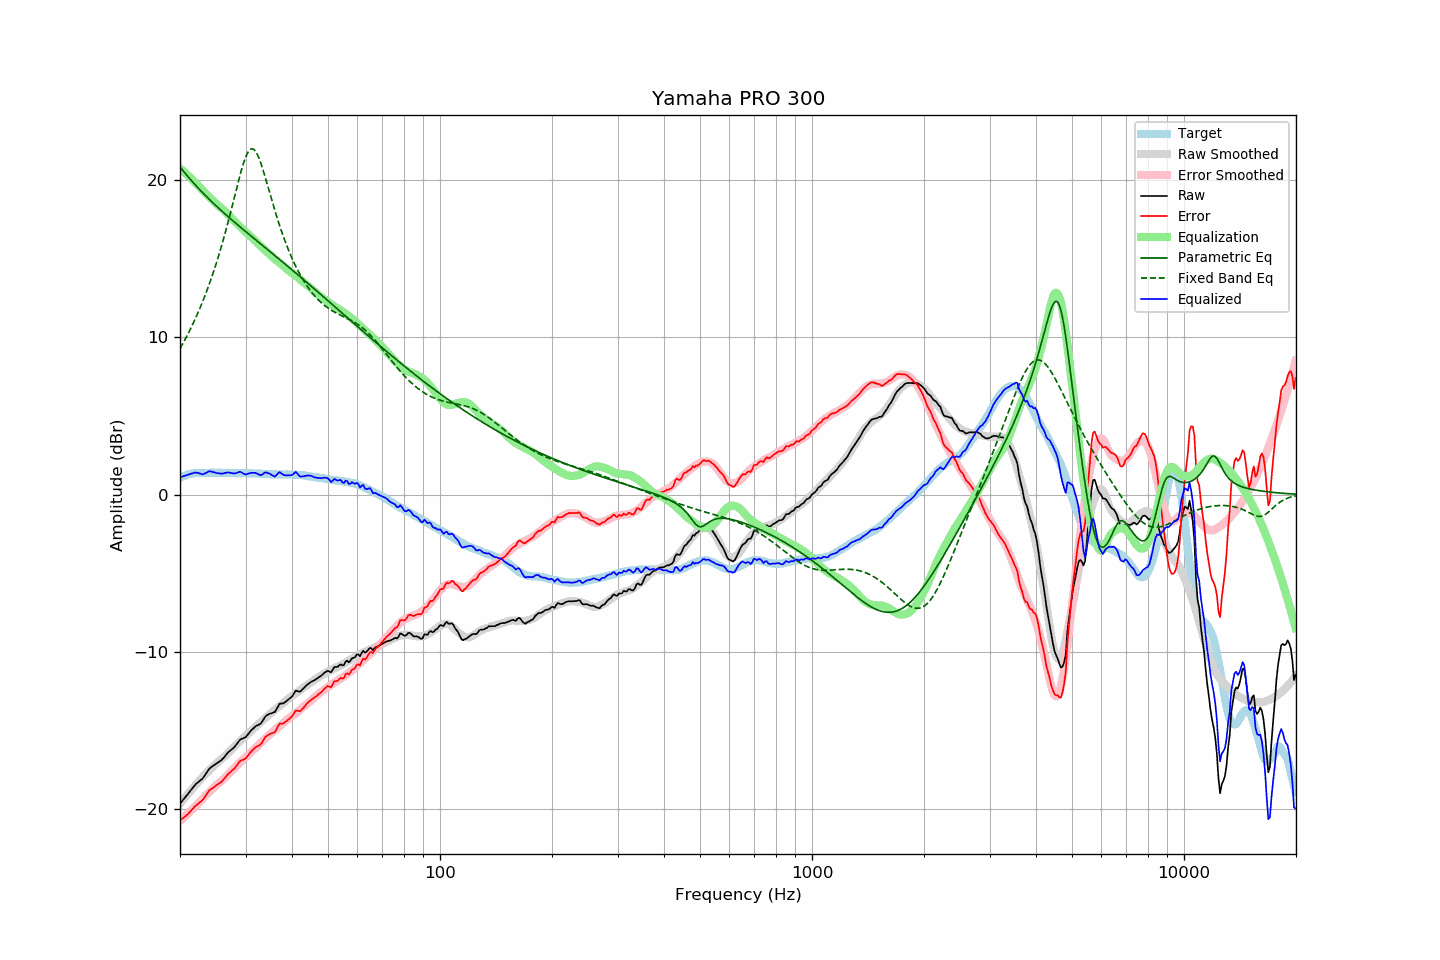 Yamaha PRO 300
Target
Raw Smoothed
Error Smoothed
Raw
Error
Equalization
Parametric Eq
Fixed Band Eq
Equalized
20
10
0
−10
−20
Amplitude (dBr)
100
1000
10000
Frequency (Hz)